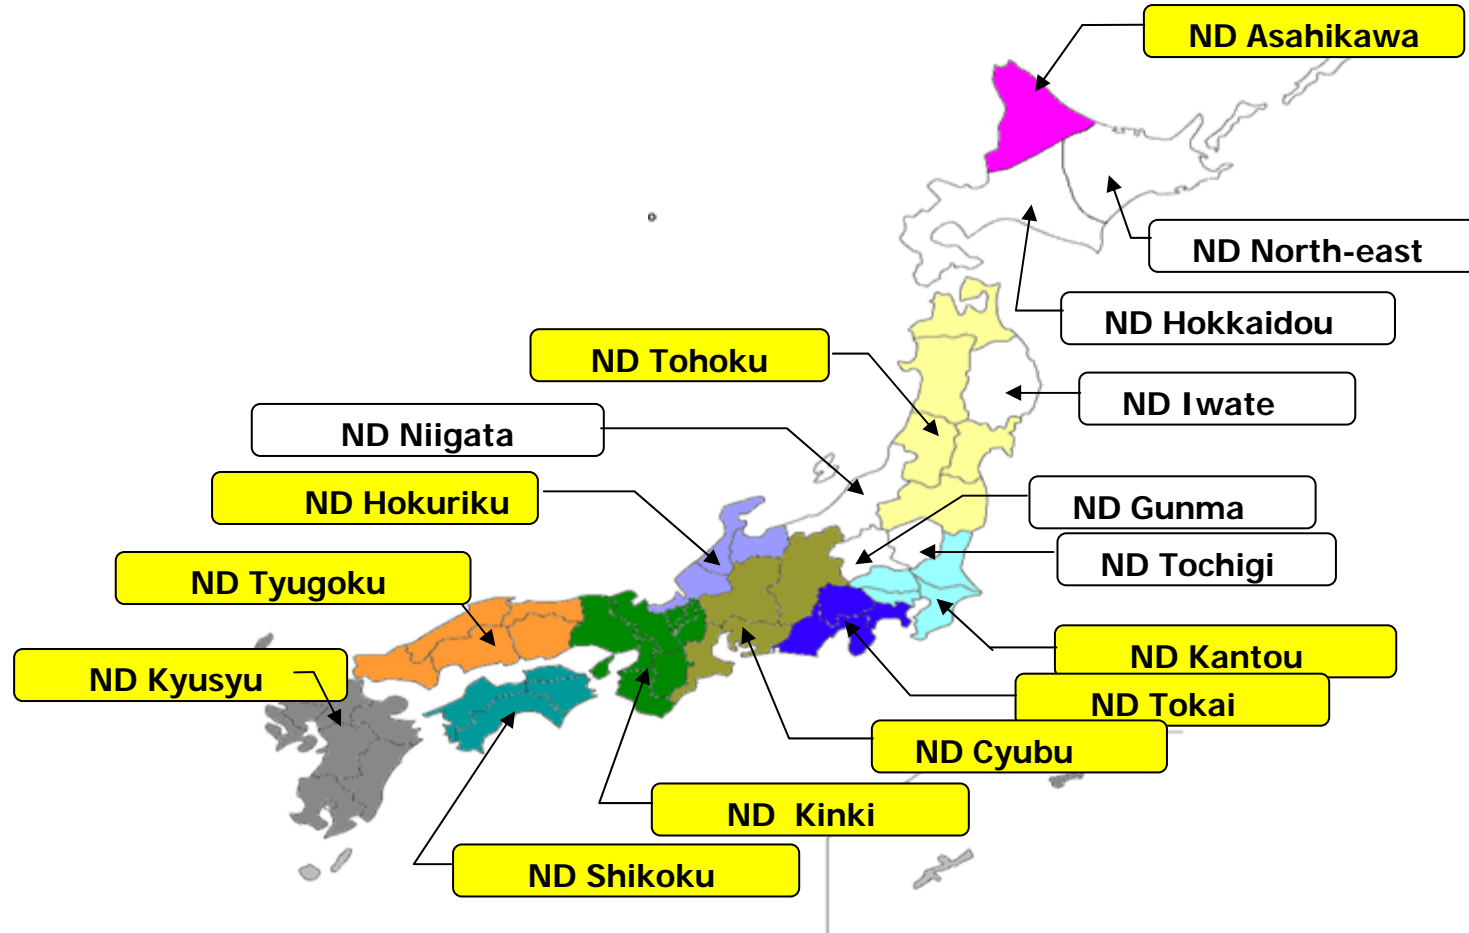 ND Asahikawa
ND North-east
ND Hokkaidou
ND Tohoku
ND Iwate
ND Niigata
ND Hokuriku
ND Gunma
ND Tochigi
ND Tyugoku
ND Kantou
ND Kyusyu
ND Tokai
ND Cyubu
ND Kinki
ND Shikoku